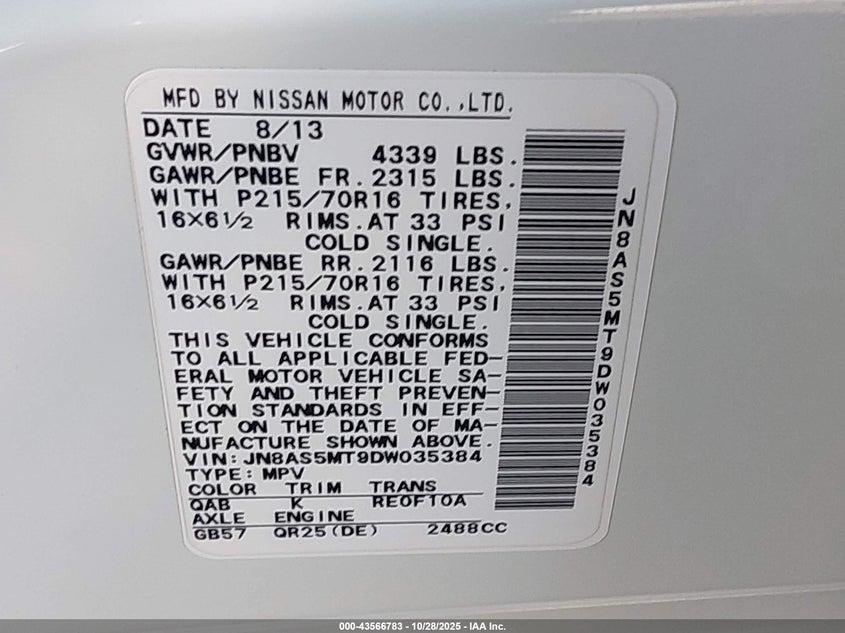 MFD BY NISSAN MOTOR CO.,LTD.
DATE 8/13
GVWR/PNBV 4339 LBS.
GAWR/PNBE FR. 2315 LBS.
WITH P215/70R16 TIRES,
16X6½ RIMS. AT 33 PSI
COLD SINGLE.
GAWR/PNBE RR. 2116 LBS.
WITH P215/70R16 TIRES,
16X6½ RIMS. AT 33 PSI
COLD SINGLE.
THIS VEHICLE CONFORMS
TO ALL APPLICABLE FED-
ERAL MOTOR VEHICLE SA-
FETY AND THEFT PREVEN-
TION STANDARDS IN EFF-
ECT ON THE DATE OF MA-
NUFACTURE SHOWN ABOVE.
VIN: JN8AS5MT9DW035384
TYPE: MPV
COLOR TRIM TRANS
QAB K RE0F10A
AXLE ENGINE
GB57 QR25(DE) 2488CC
JN8AS5MT9DW035384
000-43566783 - 10/28/2025 - IAA Inc.